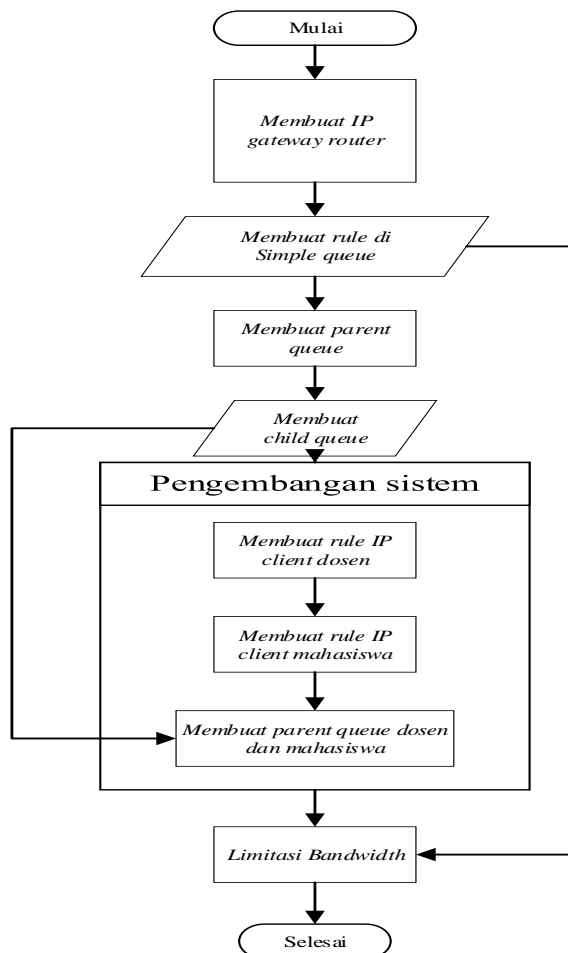 Mulai
Membuat IP
gateway router
Membuat rule di
Simple queue
Membuat parent
queue
Membuat
child queue
Pengembangan sistem
Membuat rule IP
client dosen
Membuat rule IP
client mahasiswa
Membuat parent queue dosen
dan mahasiswa
Limitasi Bandwidth
Selesai